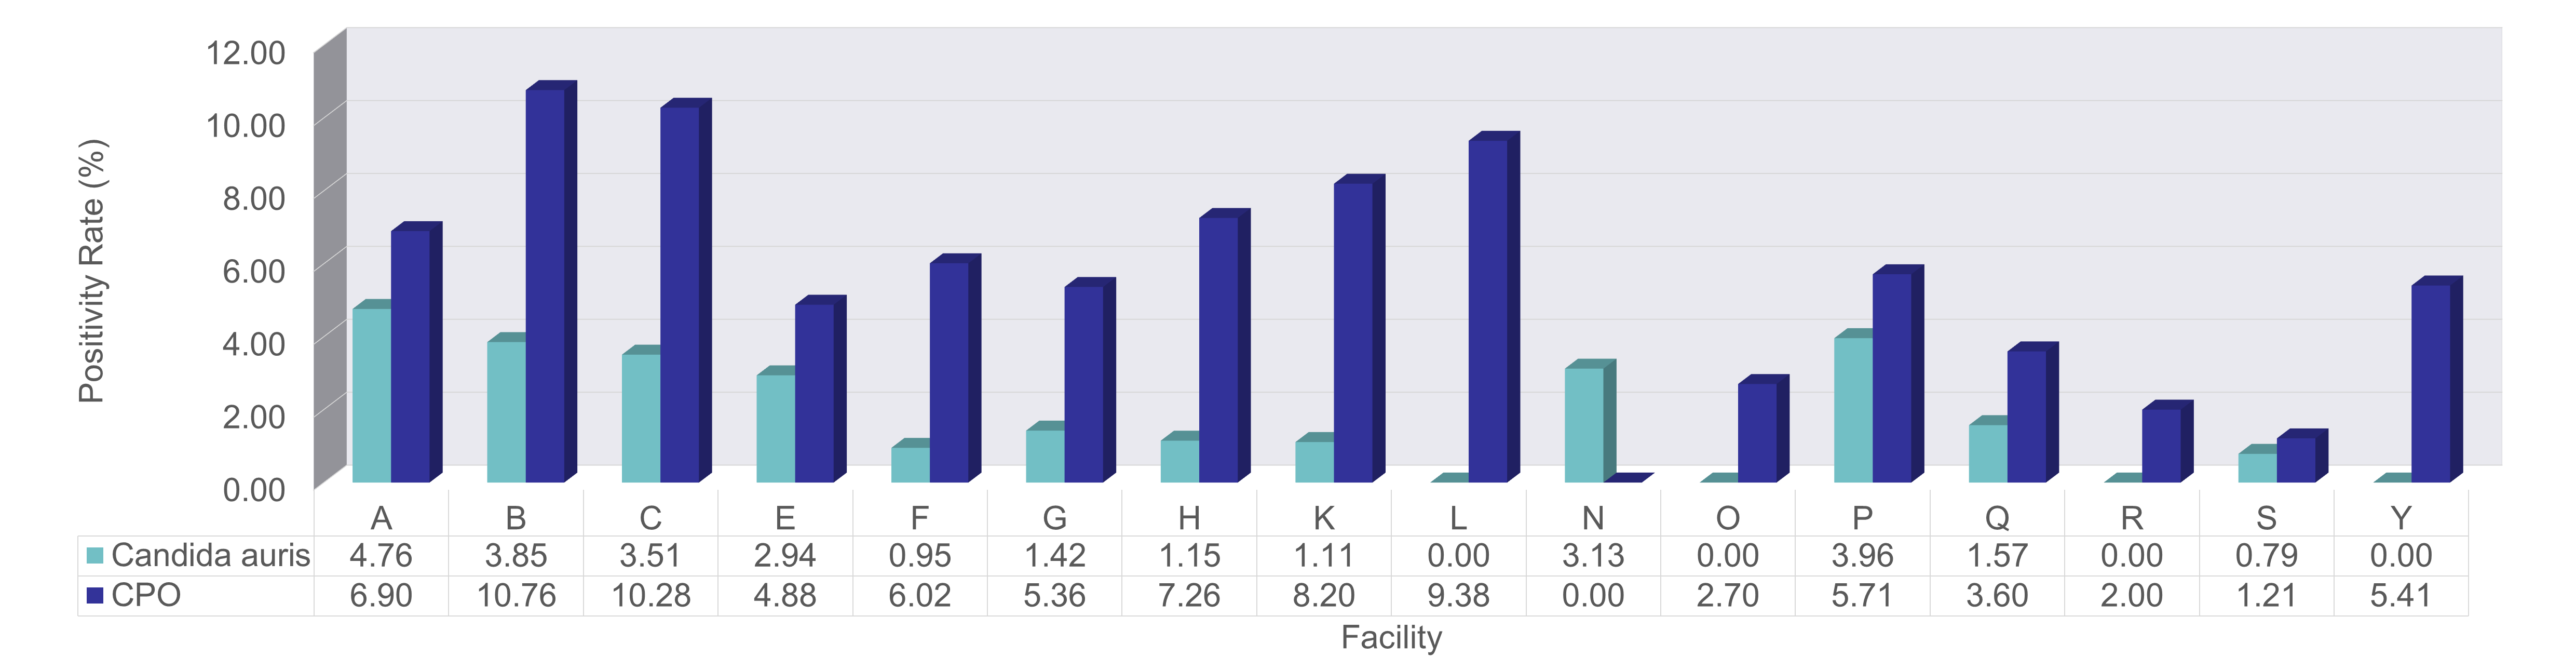 Positivity Rate (%)
12.00
10.00
8.00
6.00
4.00
2.00
0.00
A B C E F G H K L N O P Q R S Y
Candida auris 4.76 3.85 3.51 2.94 0.95 1.42 1.15 1.11 0.00 3.13 0.00 3.96 1.57 0.00 0.79 0.00
CPO 6.90 10.76 10.28 4.88 6.02 5.36 7.26 8.20 9.38 0.00 2.70 5.71 3.60 2.00 1.21 5.41
Facility